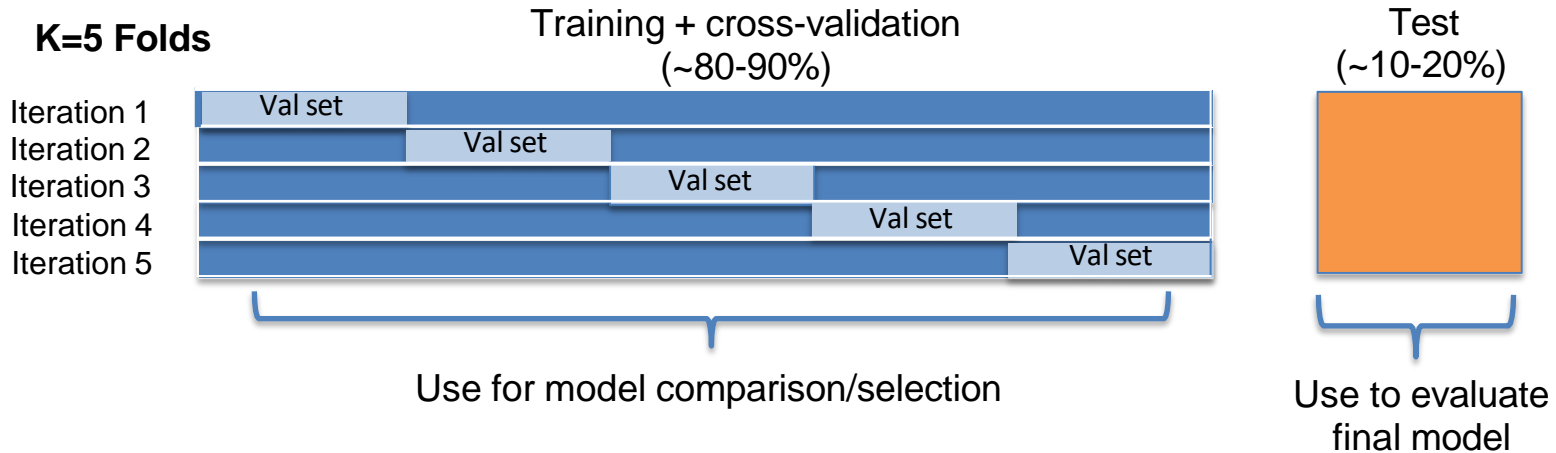 K=5 Folds
Training + cross-validation
(~80-90%)
Test
(~10-20%)
Iteration 1
Val set
Iteration 2
Val set
Iteration 3
Val set
Iteration 4
Val set
Iteration 5
Val set
Use for model comparison/selection
Use to evaluate
final model